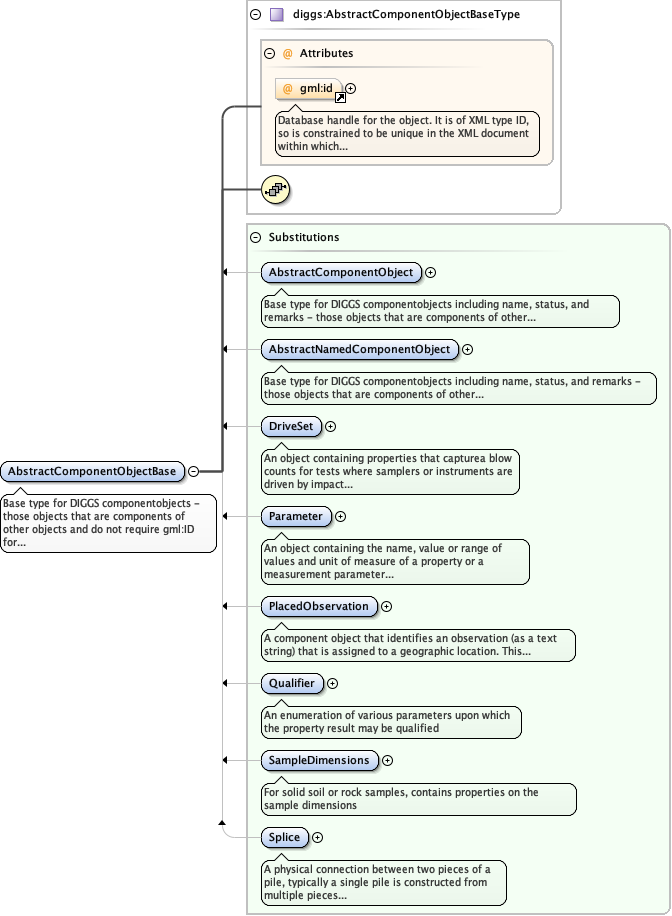 diggs:AbstractComponentObjectBaseType
@ Attributes
@ gml:id
Database handle for the object. It is of XML type ID,
so is constrained to be unique in the XML document
within which...
Substitutions
AbstractComponentObject
Base type for DIGGS componentobjects including name, status, and
remarks – those objects that are components of other...
AbstractNamedComponentObject
Base type for DIGGS componentobjects including name, status, and remarks –
those objects that are components of other...
DriveSet
An object containing properties that capturea blow
counts for tests where samplers or instruments are
driven by impact...
AbstractComponentObjectBase
Base type for DIGGS componentobjects –
those objects that are components of
other objects and do not require gml:ID
for...
Parameter
An object containing the name, value or range of
values and unit of measure of a property or a
measurement parameter...
PlacedObservation
A component object that identifies an observation (as a text
string) that is assigned to a geographic location. This...
Qualifier
An enumeration of various parameters upon which
the property result may be qualified
SampleDimensions
For solid soil or rock samples, contains properties on the
sample dimensions
Splice
A physical connection between two pieces of a
pile, typically a single pile is constructed from
multiple pieces...